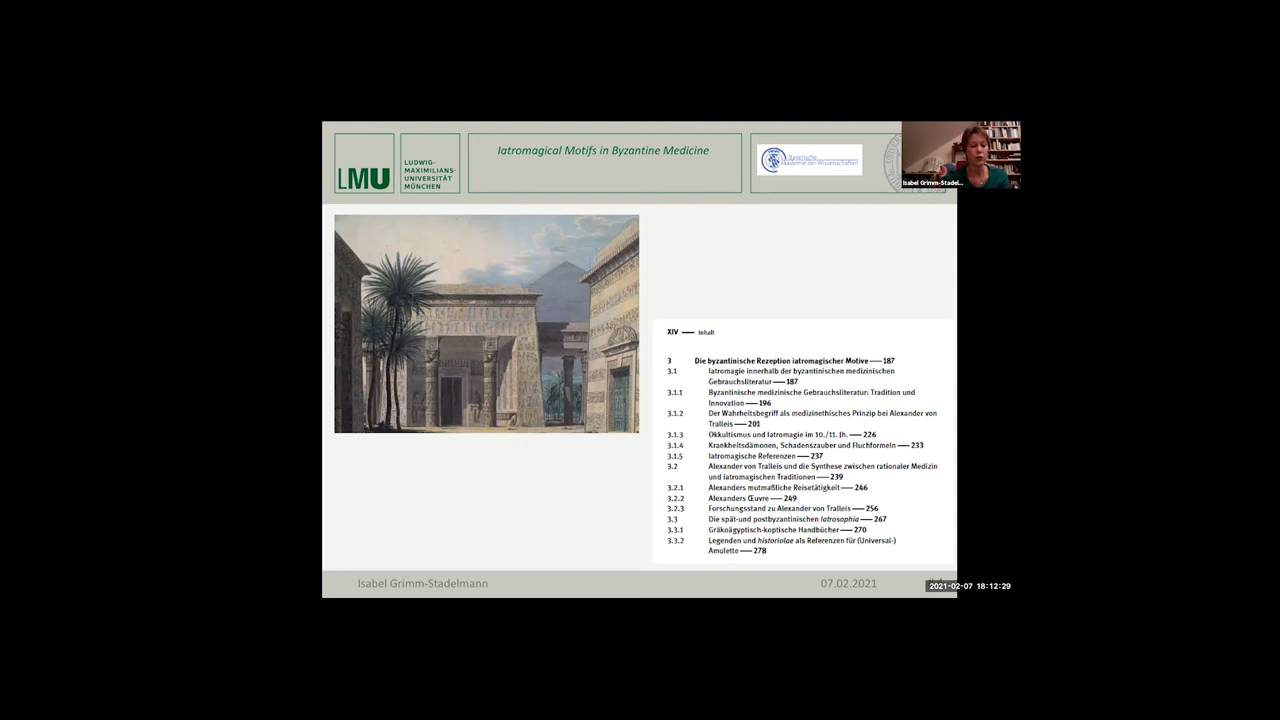 LMU
LUDWIG-
MAXIMILIANS-
UNIVERSITÄT
MÜNCHEN
Iatromagical Motifs in Byzantine Medicine
Bayerische
Akademie der Wissenschaften
Isabel Grimm-Stadel...
XIV — Inhalt
3 Die byzantinische Rezeption iatromagischer Motive — 187
3.1 Iatromagie innerhalb der byzantinischen medizinischen
Gebrauchsliteratur — 187
3.1.1 Byzantinische medizinische Gebrauchsliteratur: Tradition und
Innovation — 196
3.1.2 Der Wahrheitsbegriff als medizinethisches Prinzip bei Alexander von
Tralleis — 201
3.1.3 Okkultismus und Iatromagie im 10./11. Jh. — 226
3.1.4 Krankheitsdämonen, Schadenszauber und Fluchformeln — 233
3.1.5 Iatromagische Referenzen — 237
3.2 Alexander von Tralleis und die Synthese zwischen rationaler Medizin
und iatromagischen Traditionen — 239
3.2.1 Alexanders mutmaßliche Reisetätigkeit — 246
3.2.2 Alexanders Œuvre — 249
3.2.3 Forschungsstand zu Alexander von Tralleis — 256
3.3 Die spät-und postbyzantinischen Iatrosophia — 267
3.3.1 Gräkoägyptisch-koptische Handbücher — 270
3.3.2 Legenden und historiolae als Referenzen für (Universal-)
Amulette — 278
Isabel Grimm-Stadelmann
07.02.2021
2021-02-07 18:12:29